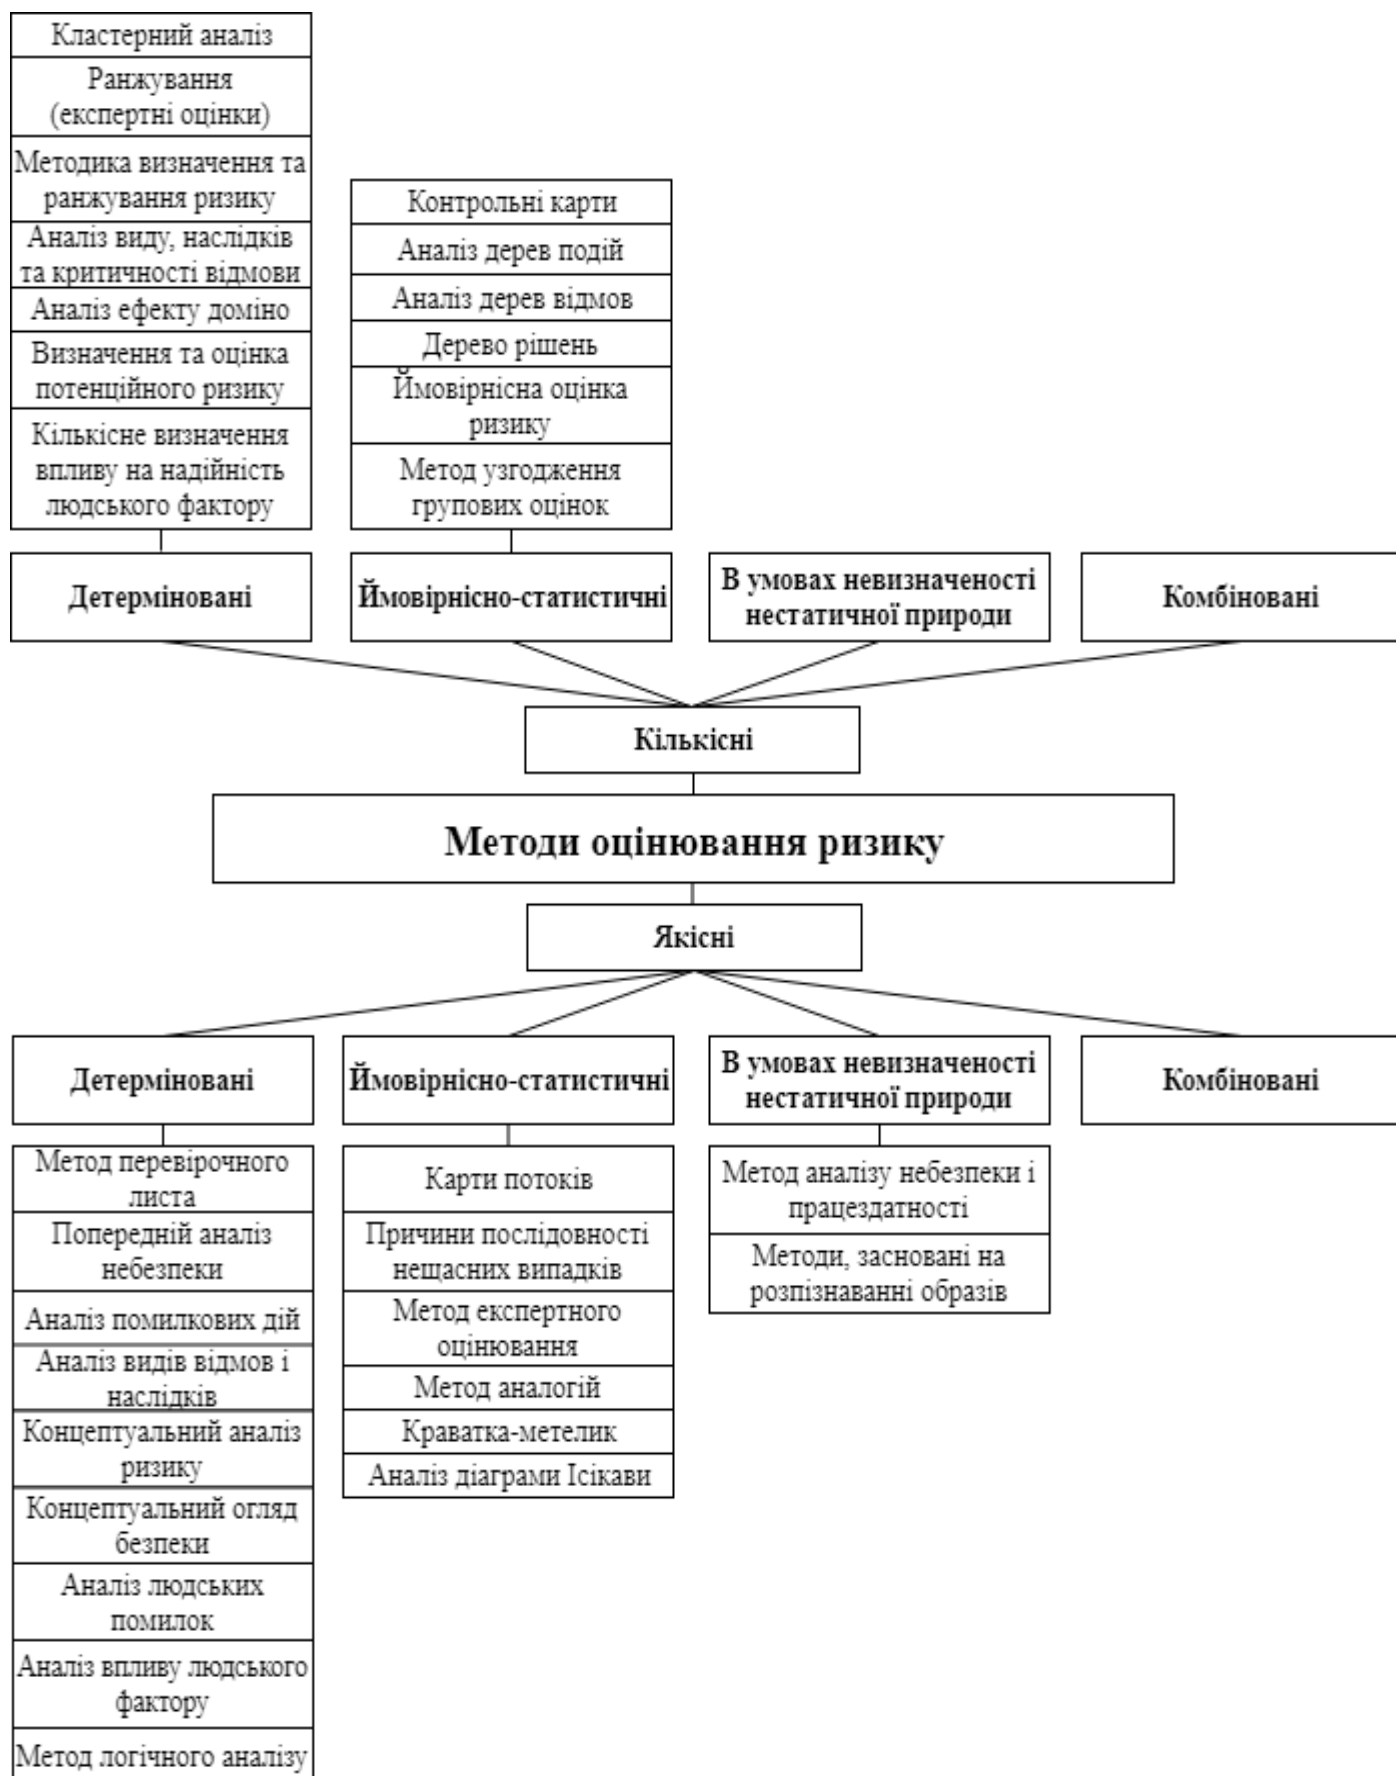 Кластерний аналіз
Ранжування
(експертні оцінки)
Методика визначення та
ранжування ризику
Аналіз виду, наслідків
та критичності відмови
Аналіз ефекту доміно
Визначення та оцінка
потенційного ризику
Кількісне визначення
впливу на надійність
людського фактору
Контрольні карти
Аналіз дерев подій
Аналіз дерев відмов
Дерево рішень
Ймовірнісна оцінка
ризику
Метод узгодження
групових оцінок
Детерміновані
Ймовірнісно-статистичні
В умовах невизначеності
нестатичної природи
Комбіновані
Кількісні
Методи оцінювання ризику
Якісні
Детерміновані
Ймовірнісно-статистичні
В умовах невизначеності
нестатичної природи
Комбіновані
Метод перевірочного
листа
Попередній аналіз
небезпеки
Аналіз помилкових дій
Аналіз видів відмов і
наслідків
Концептуальний аналіз
ризику
Концептуальний огляд
безпеки
Аналіз людських
помилок
Аналіз впливу людського
фактору
Метод логічного аналізу
Карти потоків
Причини послідовності
нещасних випадків
Метод експертного
оцінювання
Метод аналогій
Краватка-метелик
Аналіз діаграми Ісікави
Метод аналізу небезпеки і
працездатності
Методи, засновані на
розпізнаванні образів